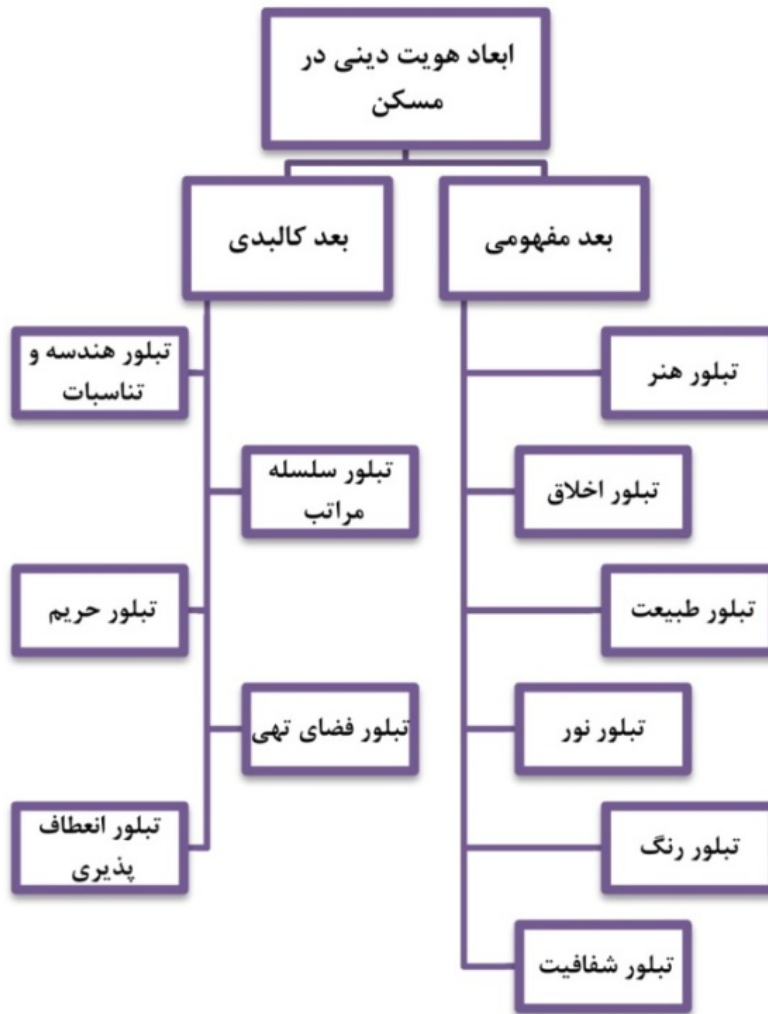 ابعاد هویت دینی در
مسکن
بعد مفهومی
بعد کالبدی
تبلور هنر
تبلور اخلاق
تبلور طبیعت
تبلور نور
تبلور رنگ
تبلور شفافیت
تبلور هندسه و
تناسبات
تبلور سلسله
مراتب
تبلور حریم
تبلور فضای تهی
تبلور انعطاف
پذیری